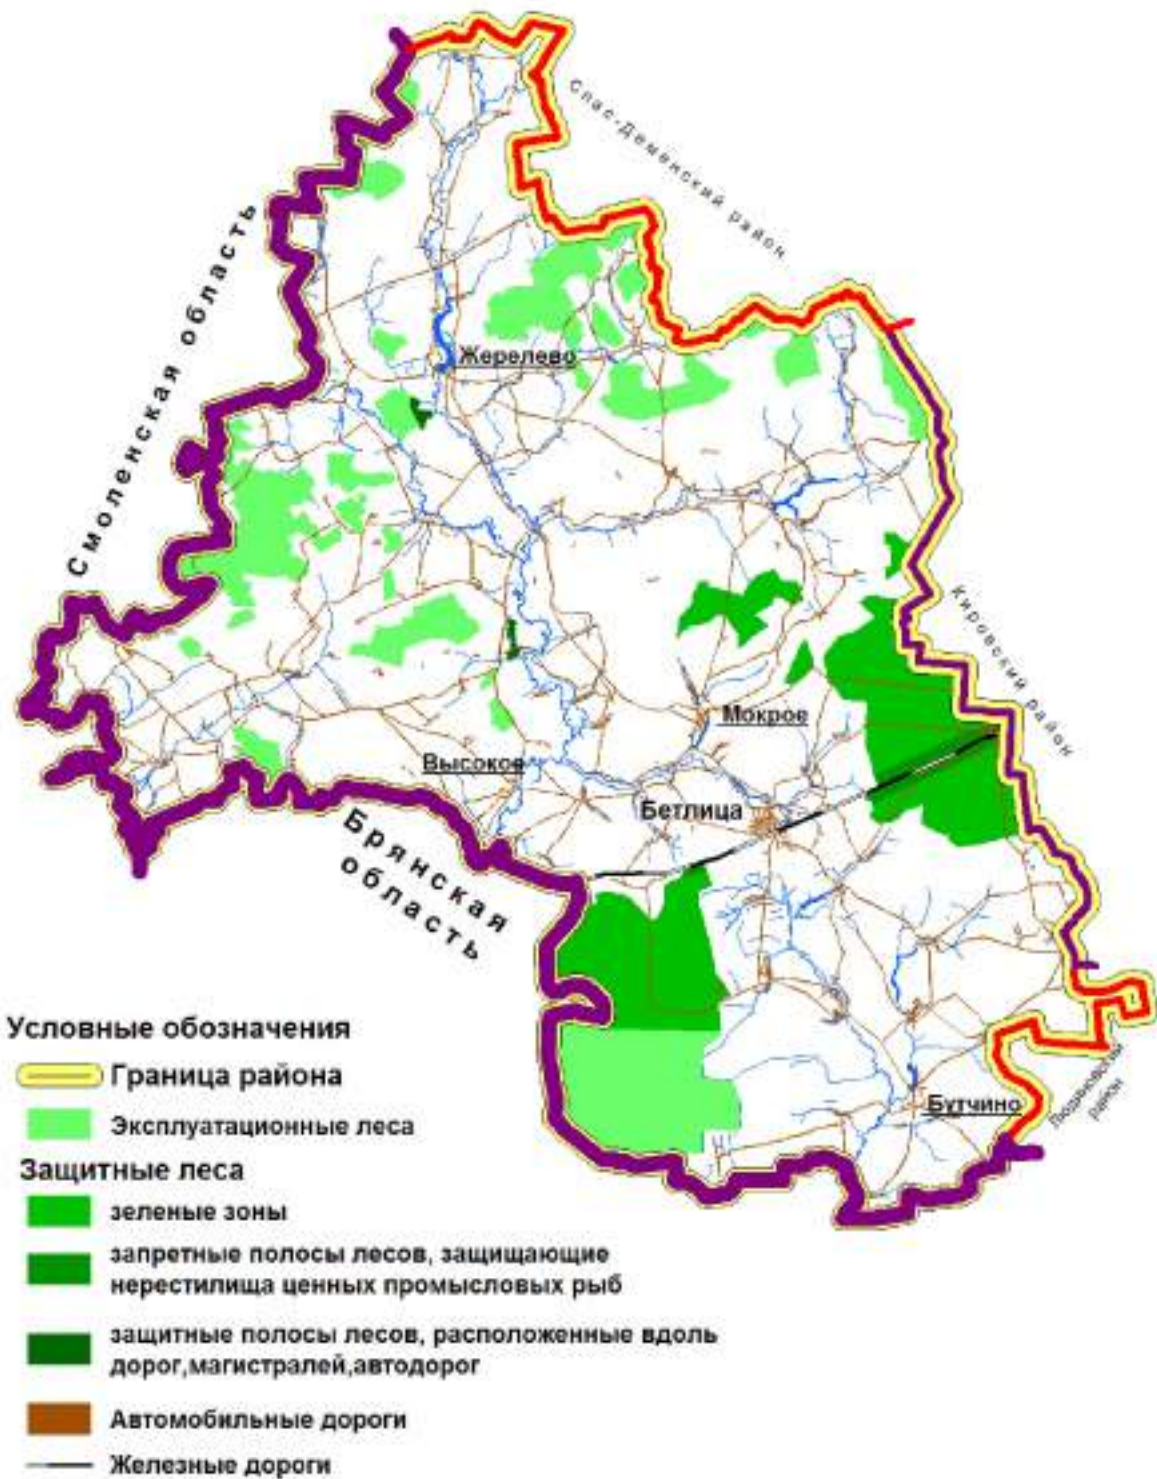 Спас-Деменский район
Смоленская область
Жерелево
Кировский район
Мокрое
Высокое
Бетлица
Брянская
область
Людиновский
район
Бутчино
Условные обозначения
Граница района
Эксплуатационные леса
Защитные леса
зеленые зоны
запретные полосы лесов, защищающие
нерестилища ценных промысловых рыб
защитные полосы лесов, расположенные вдоль
дорог,магистралей,автодорог
Автомобильные дороги
Железные дороги